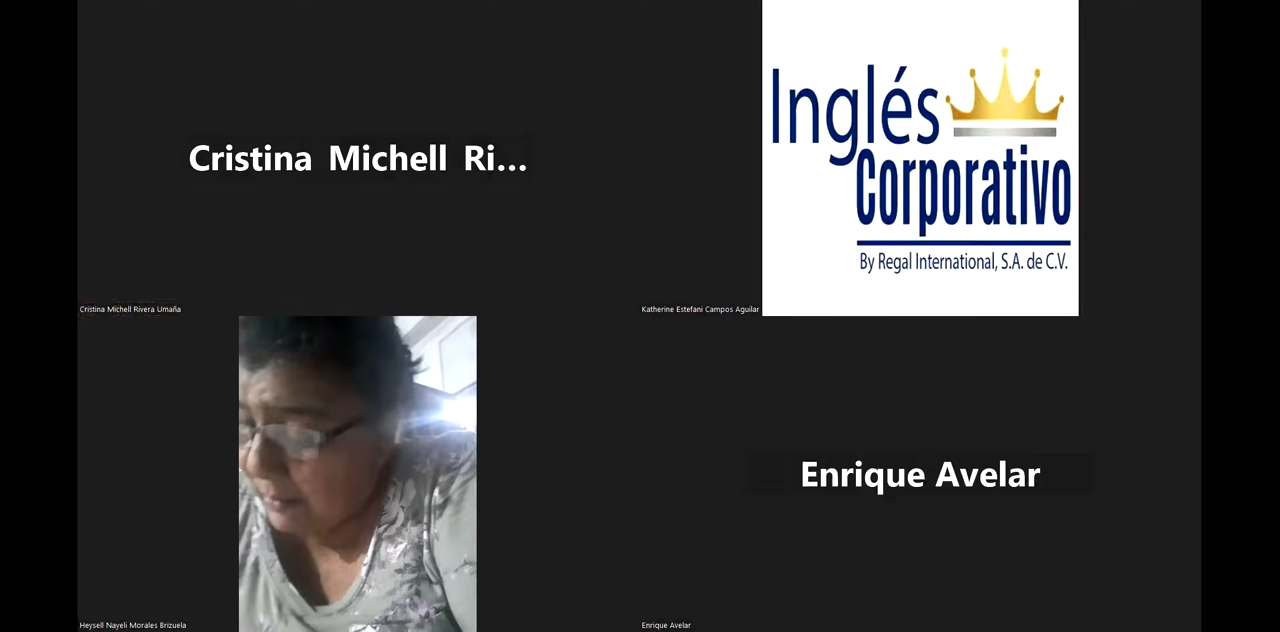 Cristina Michell Ri...
Cristina Michell Rivera Umaña
Inglés
Corporativo
By Regal International, S.A. de C.V.
Katherine Estefani Campos Aguilar
Heysell Nayeli Morales Brizuela
Enrique Avelar
Enrique Avelar